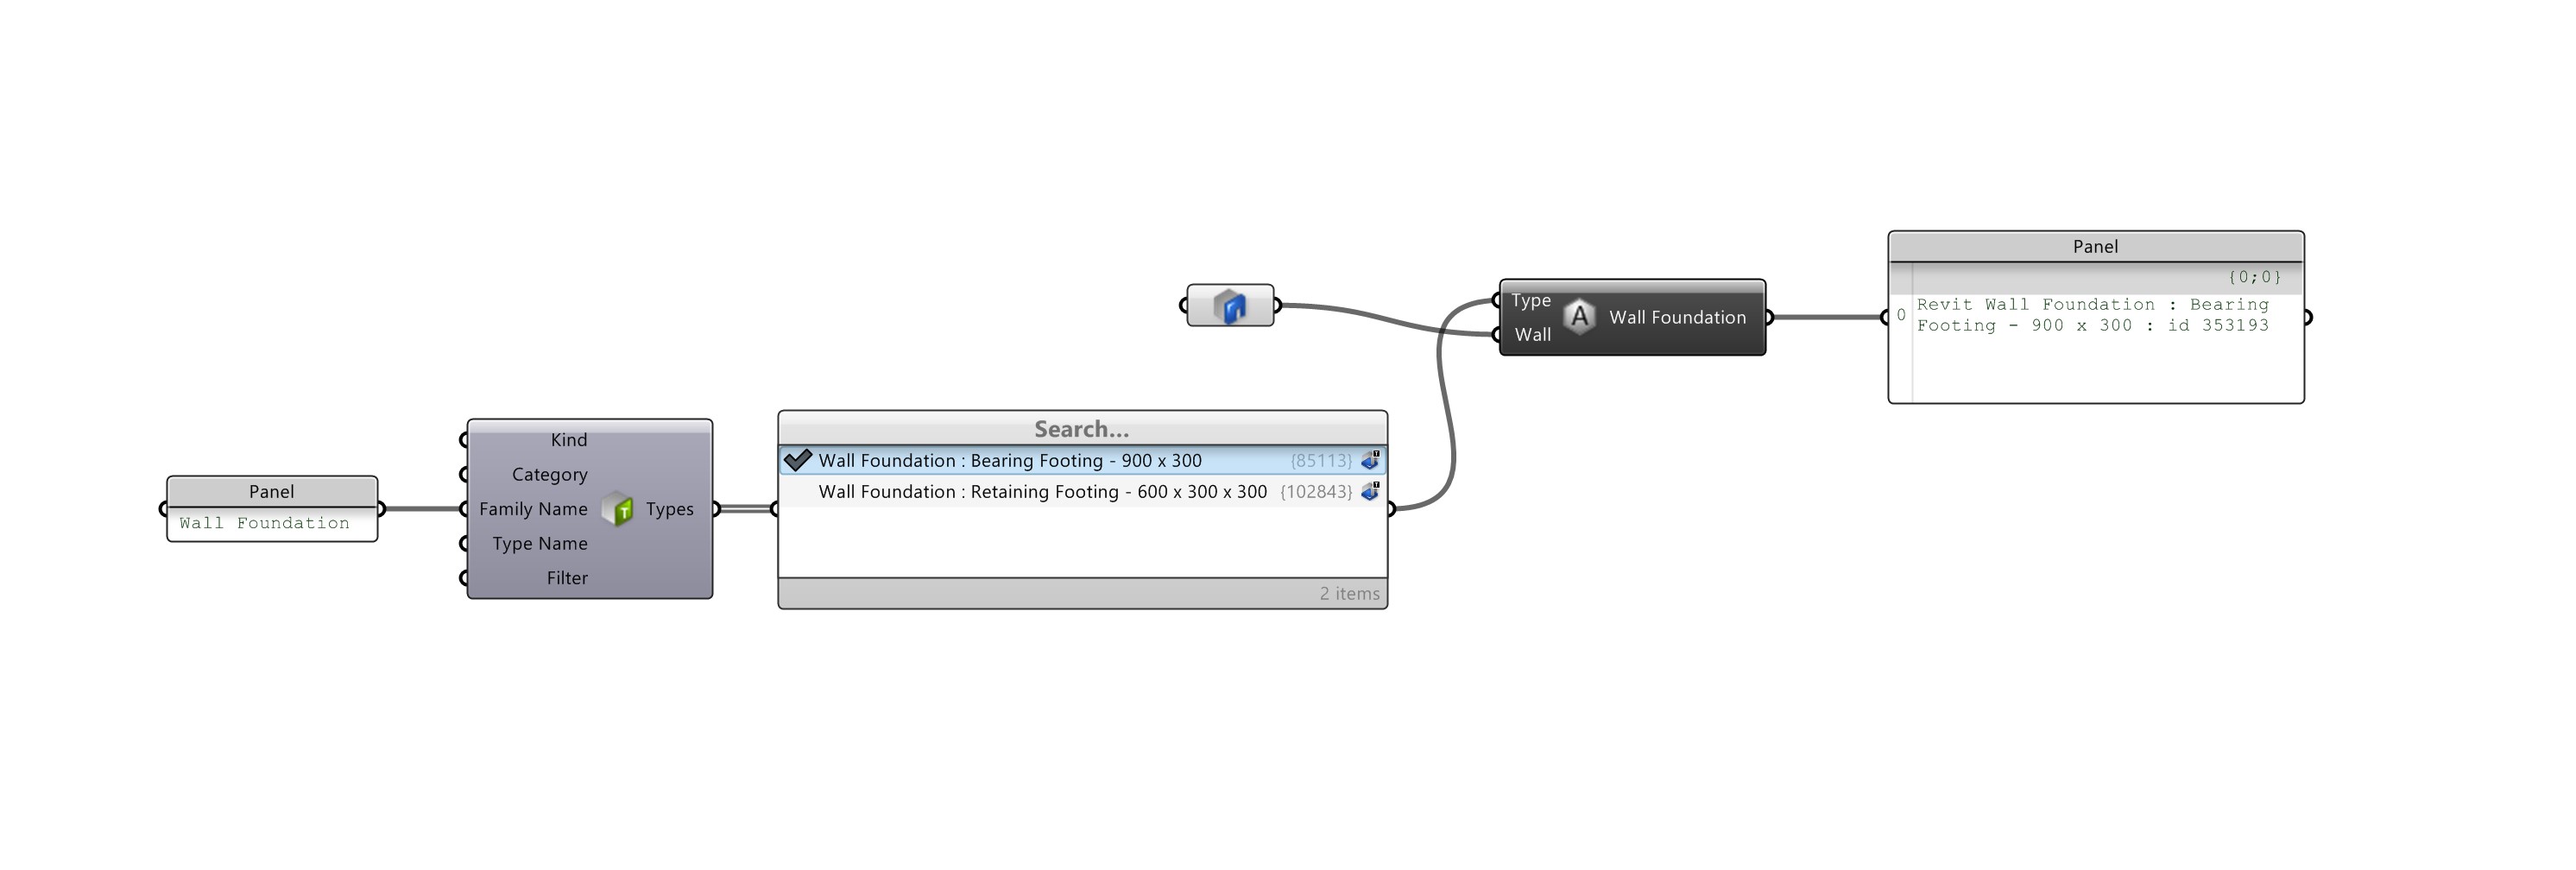 Panel
Wall Foundation
Kind
Category
Family Name
Type Name
Filter
T
Types
Search...
Wall Foundation : Bearing Footing - 900 x 300 {85113}
Wall Foundation : Retaining Footing - 600 x 300 x 300 {102843}
2 items
Type
Wall
A
Wall Foundation
Panel
{0;0}
0
Revit Wall Foundation : Bearing
Footing - 900 x 300 : id 353193